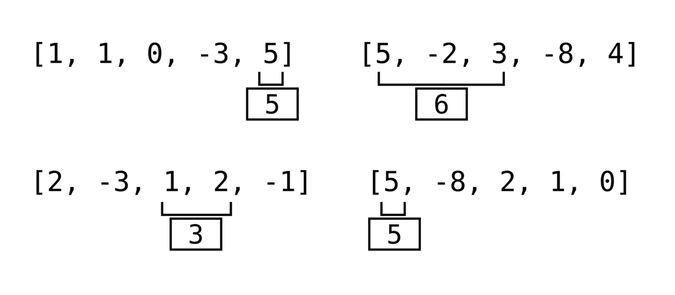 [1, 1, 0, -3, 5] [5, -2, 3, -8, 4]
5 6
[2, -3, 1, 2, -1] [5, -8, 2, 1, 0]
3 5